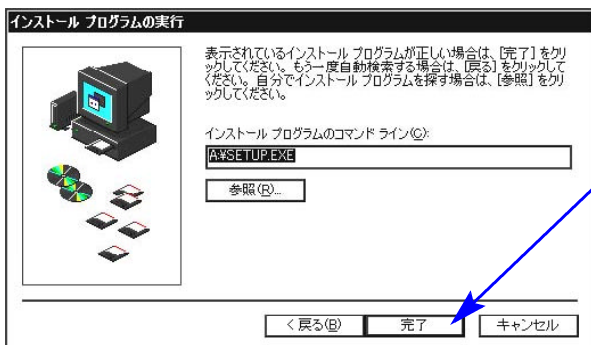 インストール プログラムの実行
表示されているインストール プログラムが正しい場合は、[完了] をクリ
ックしてください。もう一度自動検索する場合は、[戻る] をクリックして
ください。自分でインストール プログラムを探す場合は、[参照] をクリ
ックしてください。
インストール プログラムのコマンド ライン(C):
A:¥SETUP.EXE
参照(R)...
< 戻る(B)
完了
キャンセル